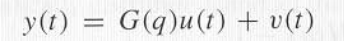 y(t) = G(q)u(t) + v(t)